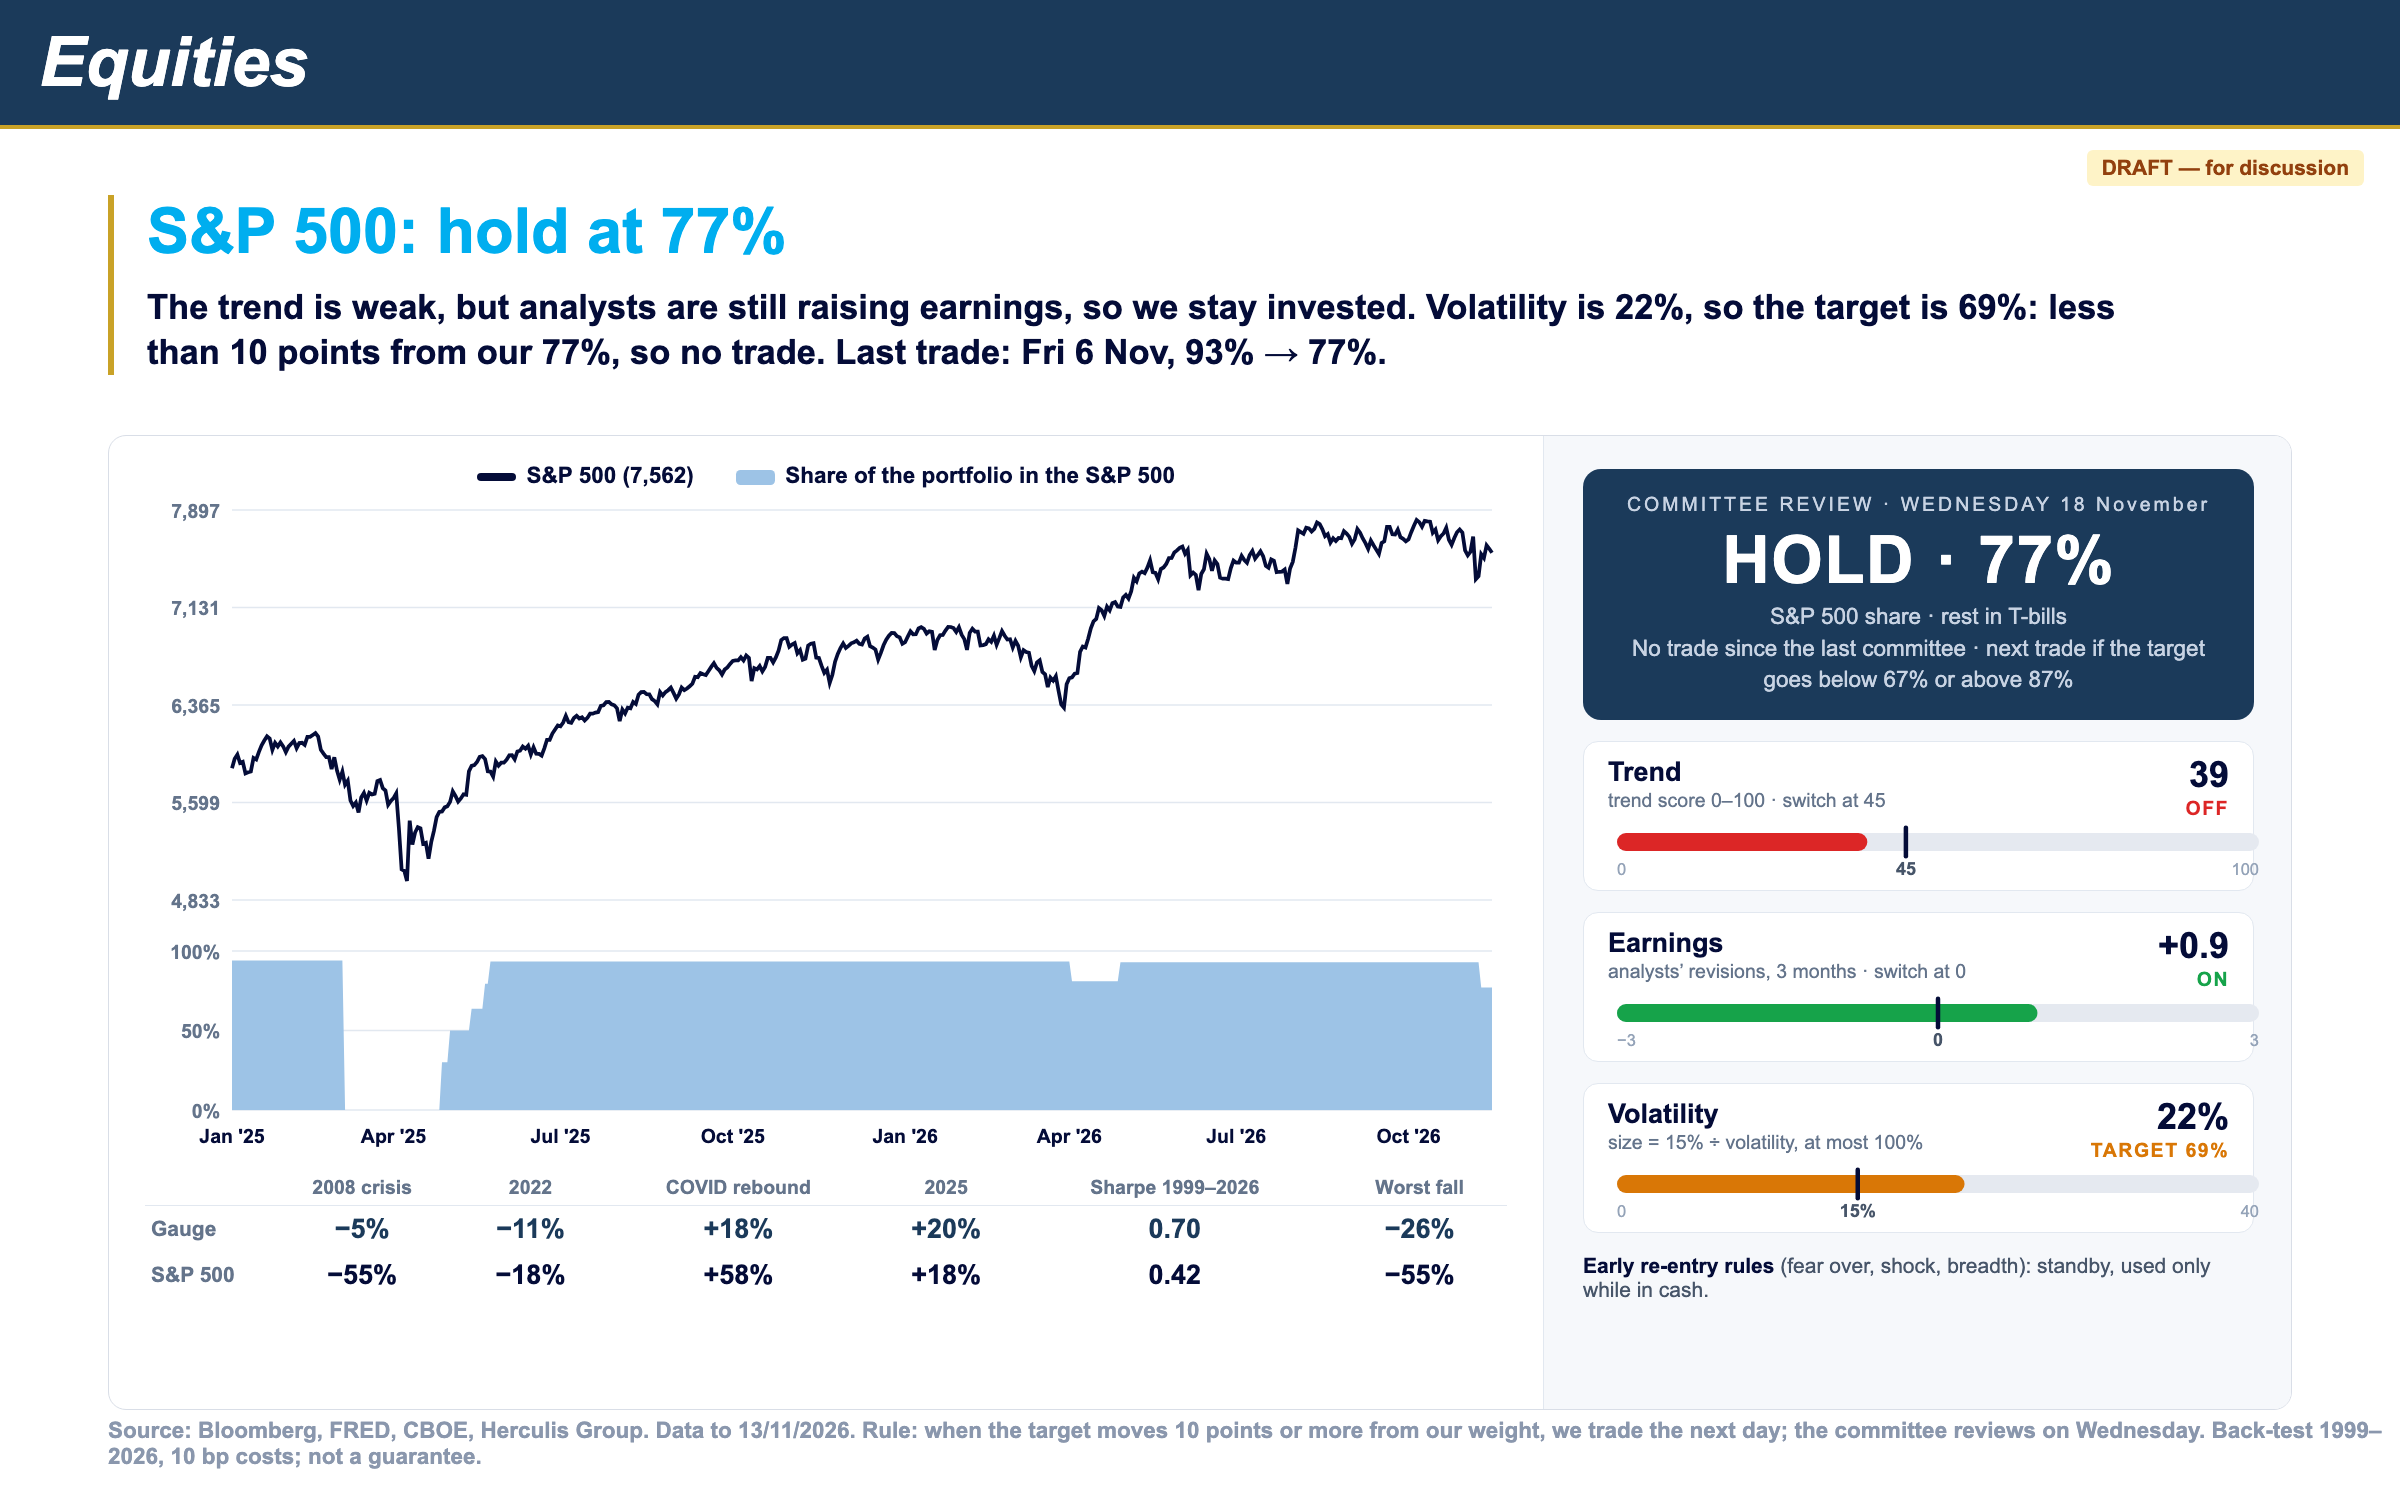 Equities
DRAFT — for discussion
S&P 500: hold at 77%
The trend is weak, but analysts are still raising earnings, so we stay invested. Volatility is 22%, so the target is 69%: less
than 10 points from our 77%, so no trade. Last trade: Fri 6 Nov, 93% → 77%.
S&P 500 (7,562) Share of the portfolio in the S&P 500
7,897
7,131
6,365
5,599
4,833
100%
50%
0%
Jan '25 Apr '25 Jul '25 Oct '25 Jan '26 Apr '26 Jul '26 Oct '26
2008 crisis 2022 COVID rebound 2025 Sharpe 1999–2026 Worst fall
Gauge −5% −11% +18% +20% 0.70 −26%
S&P 500 −55% −18% +58% +18% 0.42 −55%
COMMITTEE REVIEW · WEDNESDAY 18 November
HOLD · 77%
S&P 500 share · rest in T-bills
No trade since the last committee · next trade if the target
goes below 67% or above 87%
Trend 39
trend score 0–100 · switch at 45 OFF
0 45 100
Earnings +0.9
analysts’ revisions, 3 months · switch at 0 ON
−3 0 3
Volatility 22%
size = 15% ÷ volatility, at most 100% TARGET 69%
0 15% 40
Early re-entry rules (fear over, shock, breadth): standby, used only
while in cash.
Source: Bloomberg, FRED, CBOE, Herculis Group. Data to 13/11/2026. Rule: when the target moves 10 points or more from our weight, we trade the next day; the committee reviews on Wednesday. Back-test 1999–
2026, 10 bp costs; not a guarantee.